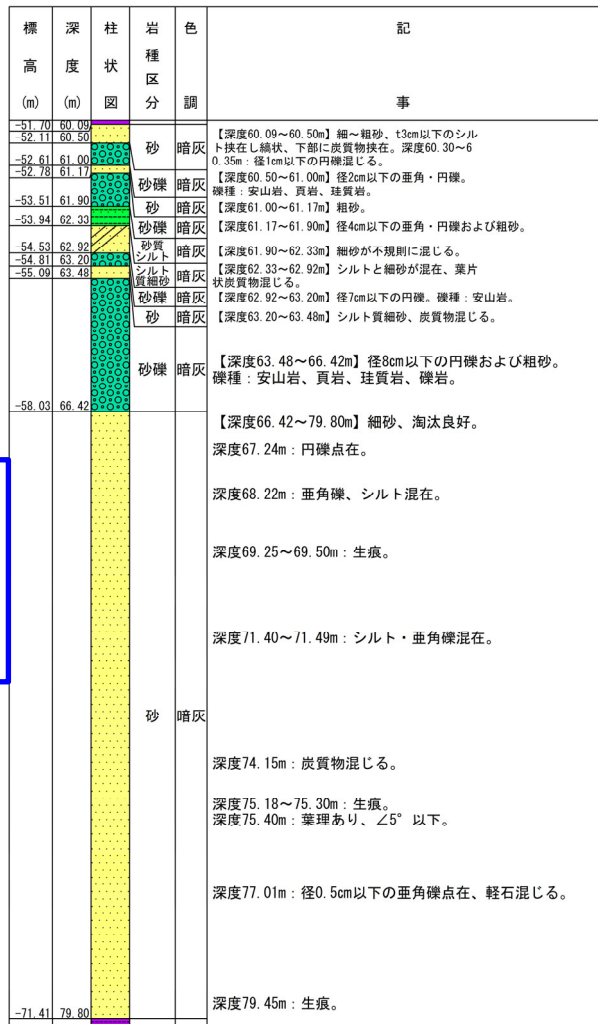 標高(m) 深度(m) 柱状図 岩種区分 色調 記事
-51.70 60.09
-52.11 60.50 砂 暗灰
【深度60.09～60.50m】細～粗砂、t3cm以下のシル
ト挟在し縞状、下部に炭質物挟在。深度60.30～6
0.35m：径1cm以下の円礫混じる。
-52.61 61.00 砂礫 暗灰
【深度60.50～61.00m】径2cm以下の亜角・円礫。
礫種：安山岩、頁岩、珪質岩。
-52.78 61.17 砂 暗灰
【深度61.00～61.17m】粗砂。
-53.51 61.90 砂礫 暗灰
【深度61.17～61.90m】径4cm以下の亜角・円礫および粗砂。
-53.94 62.33 砂質シルト 暗灰
【深度61.90～62.33m】細砂が不規則に混じる。
54.53 62.92 シルト質細砂 暗灰
【深度62.33～62.92m】シルトと細砂が混在、葉片
状炭質物混じる。
-54.81 63.20 砂礫 暗灰
【深度62.92～63.20m】径7cm以下の円礫。礫種：安山岩。
-55.09 63.48 砂 暗灰
【深度63.20～63.48m】シルト質細砂、炭質物混じる。
-58.03 66.42 砂礫 暗灰
【深度63.48～66.42m】径8cm以下の円礫および粗砂。
礫種：安山岩、頁岩、珪質岩、礫岩。
【深度66.42～79.80m】細砂、淘汰良好。
深度67.24m：円礫点在。
深度68.22m：亜角礫、シルト混在。
深度69.25～69.50m：生痕。
深度71.40～71.49m：シルト・亜角礫混在。
砂 暗灰
深度74.15m：炭質物混じる。
深度75.18～75.30m：生痕。
深度75.40m：葉理あり、∠5°以下。
深度77.01m：径0.5cm以下の亜角礫点在、軽石混じる。
深度79.45m：生痕。
-71.41 79.80